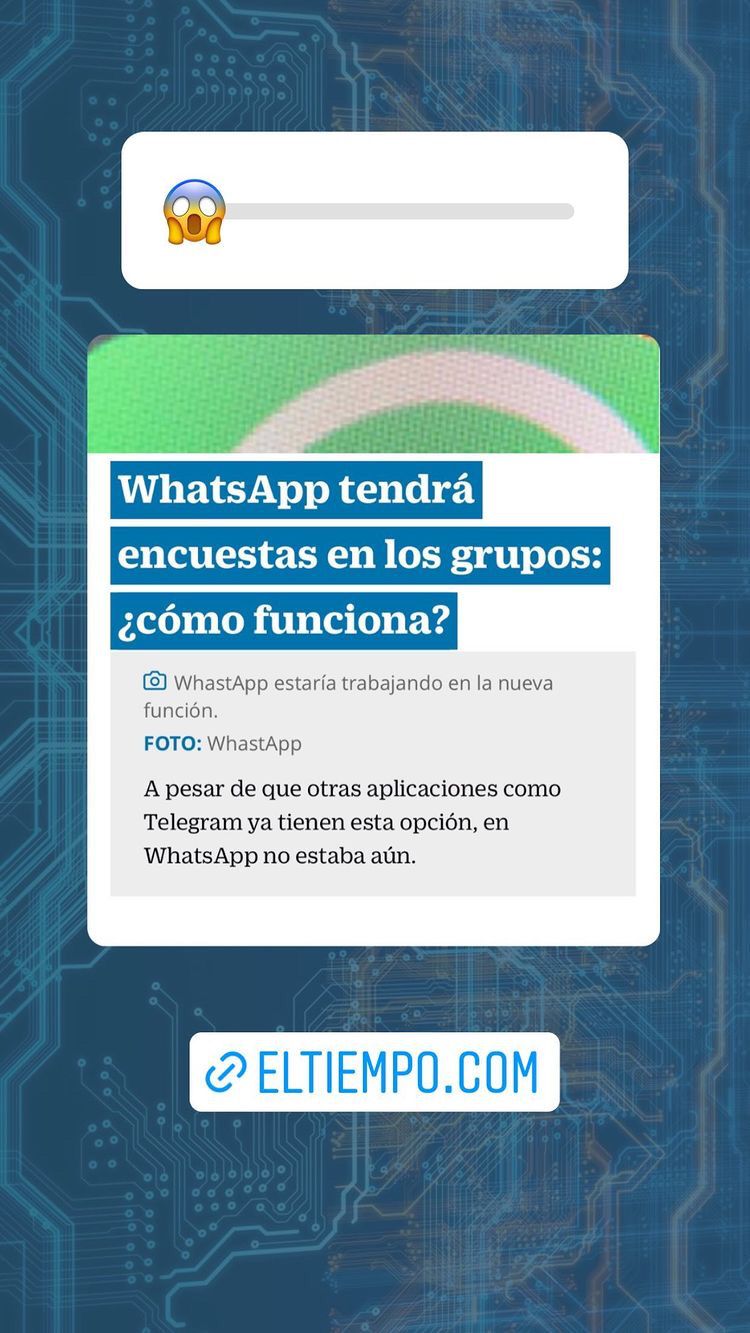 WhatsApp tendrá
encuestas en los grupos:
¿cómo funciona?
WhastApp estaría trabajando en la nueva
función.
FOTO: WhastApp
A pesar de que otras aplicaciones como
Telegram ya tienen esta opción, en
WhatsApp no estaba aún.
ELTIEMPO.COM